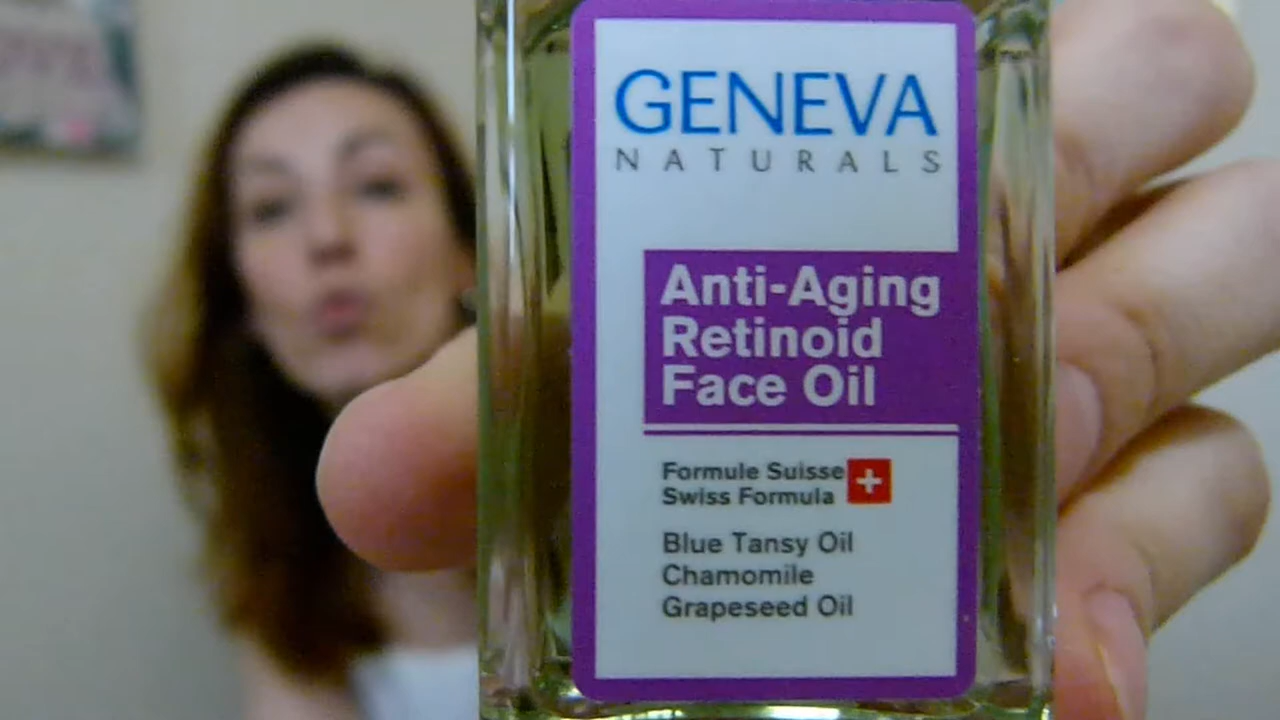 GENEVA
NATURALS
Anti-Aging
Retinoid
Face Oil
Formule Suisse
Swiss Formula
Blue Tansy Oil
Chamomile
Grapeseed Oil